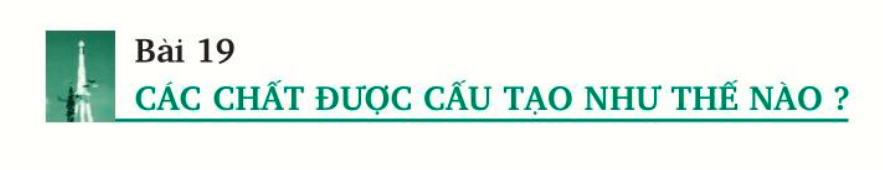 Bài 19
CÁC CHẤT ĐƯỢC CẤU TẠO NHƯ THẾ NÀO ?